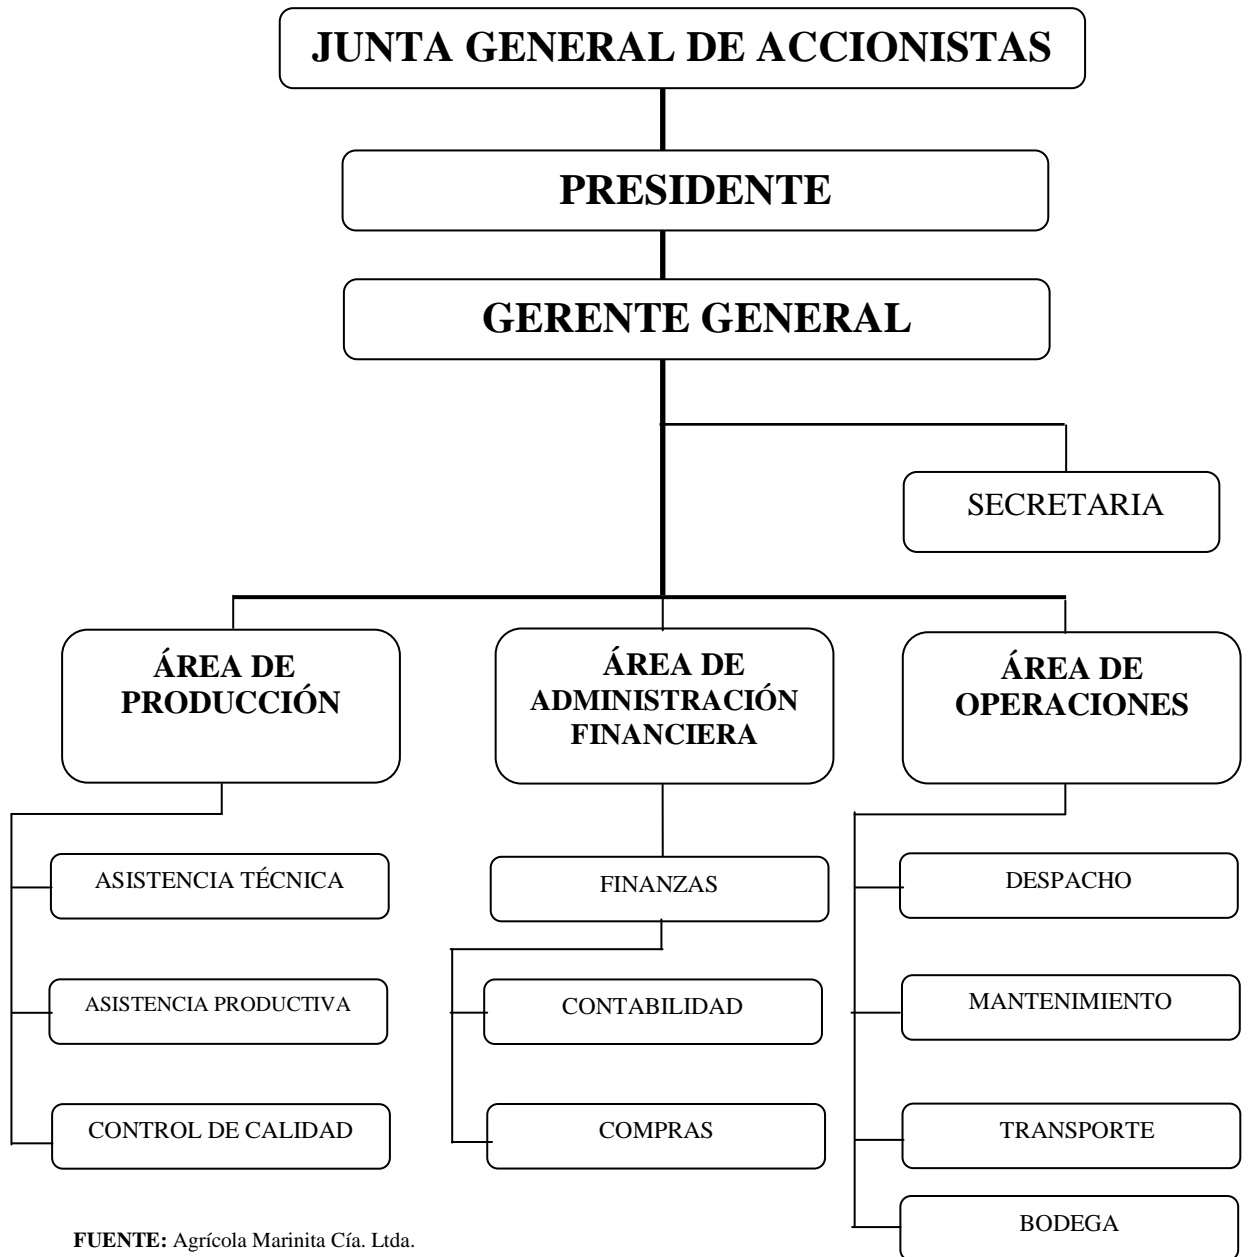 JUNTA GENERAL DE ACCIONISTAS
PRESIDENTE
GERENTE GENERAL
SECRETARIA
ÁREA DE
PRODUCCIÓN
ÁREA DE
ADMINISTRACIÓN
FINANCIERA
ÁREA DE
OPERACIONES
ASISTENCIA TÉCNICA
FINANZAS
DESPACHO
ASISTENCIA PRODUCTIVA
CONTABILIDAD
MANTENIMIENTO
CONTROL DE CALIDAD
COMPRAS
TRANSPORTE
BODEGA
FUENTE: Agrícola Marinita Cía. Ltda.